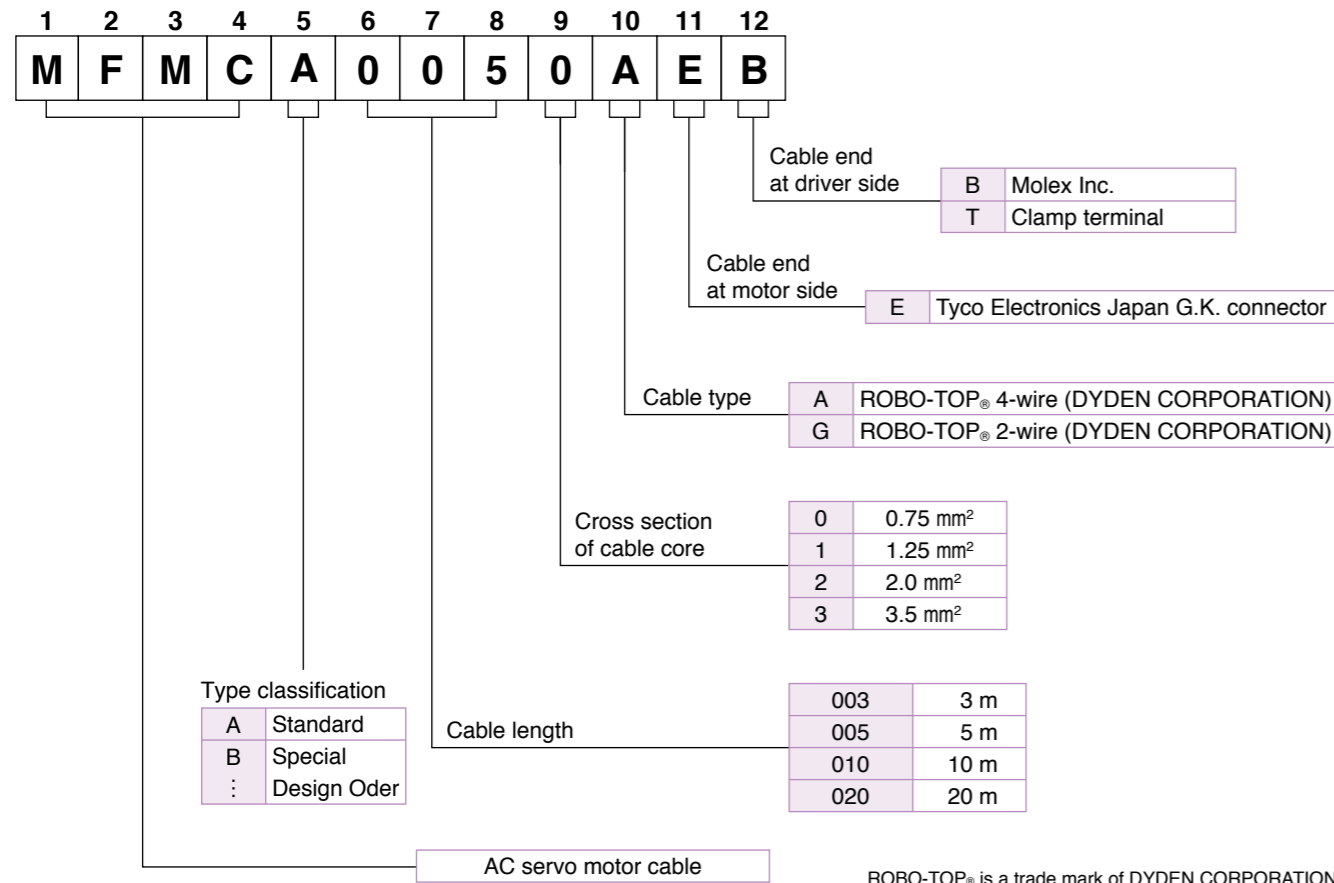 1 2 3 4 5 6 7 8 9 10 11 12
M F M C A 0 0 5 0 A E B
Cable end
at driver side
B Molex Inc.
T Clamp terminal
Cable end
at motor side
E Tyco Electronics Japan G.K. connector
Cable type
A ROBO-TOP® 4-wire (DYDEN CORPORATION)
G ROBO-TOP® 2-wire (DYDEN CORPORATION)
Cross section
of cable core
0 0.75 mm²
1 1.25 mm²
2 2.0 mm²
3 3.5 mm²
Type classification
A Standard
B Special
⋮ Design Oder
Cable length
003 3 m
005 5 m
010 10 m
020 20 m
AC servo motor cable
ROBO-TOP® is a trade mark of DYDEN CORPORATION